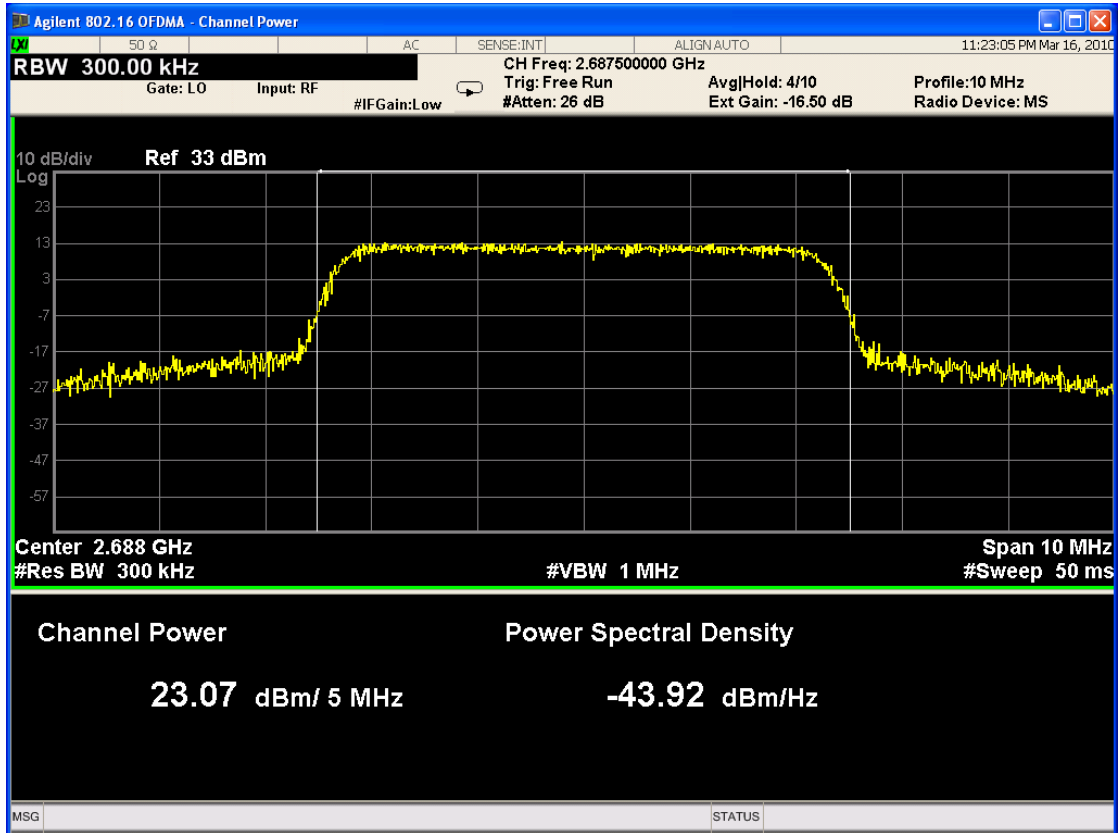 Agilent 802.16 OFDMA - Channel Power
LXI 50 Ω AC SENSE:INT ALIGN AUTO 11:23:05 PM Mar 16, 2010
RBW 300.00 kHz CH Freq: 2.687500000 GHz
Gate: LO Input: RF Trig: Free Run Avg|Hold: 4/10 Profile:10 MHz
#IFGain:Low #Atten: 26 dB Ext Gain: -16.50 dB Radio Device: MS
10 dB/div Ref 33 dBm
Log
23
13
3
-7
-17
-27
-37
-47
-57
Center 2.688 GHz Span 10 MHz
#Res BW 300 kHz #VBW 1 MHz #Sweep 50 ms
Channel Power Power Spectral Density
23.07 dBm/ 5 MHz -43.92 dBm/Hz
MSG STATUS